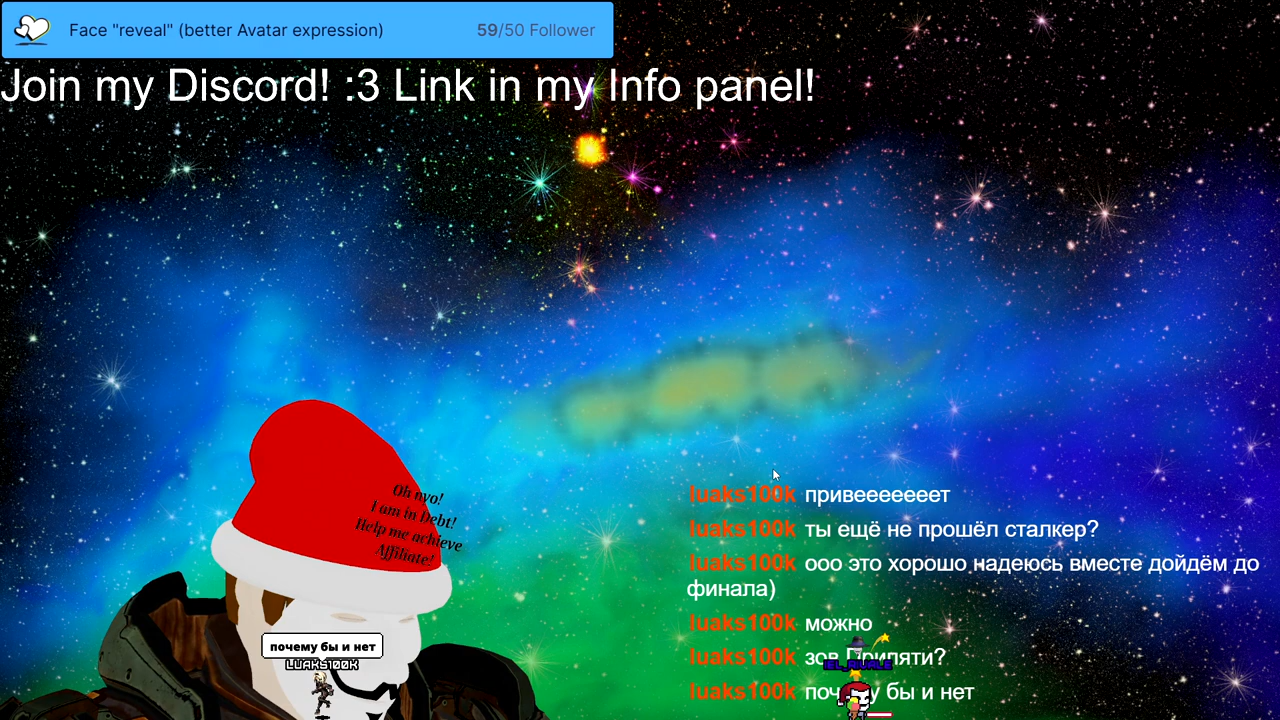 Face "reveal" (better Avatar expression) 59/50 Follower
Join my Discord! :3 Link in my Info panel!
Oh nyo!
I am in Debt!
Help me achieve
Affiliate!
luaks100k привеееееееет
luaks100k ты ещё не прошёл сталкер?
luaks100k ооо это хорошо надеюсь вместе дойдём до
финала)
luaks100k можно
luaks100k зов Припяти?
luaks100k почему бы и нет
почему бы и нет
LUAKS100K